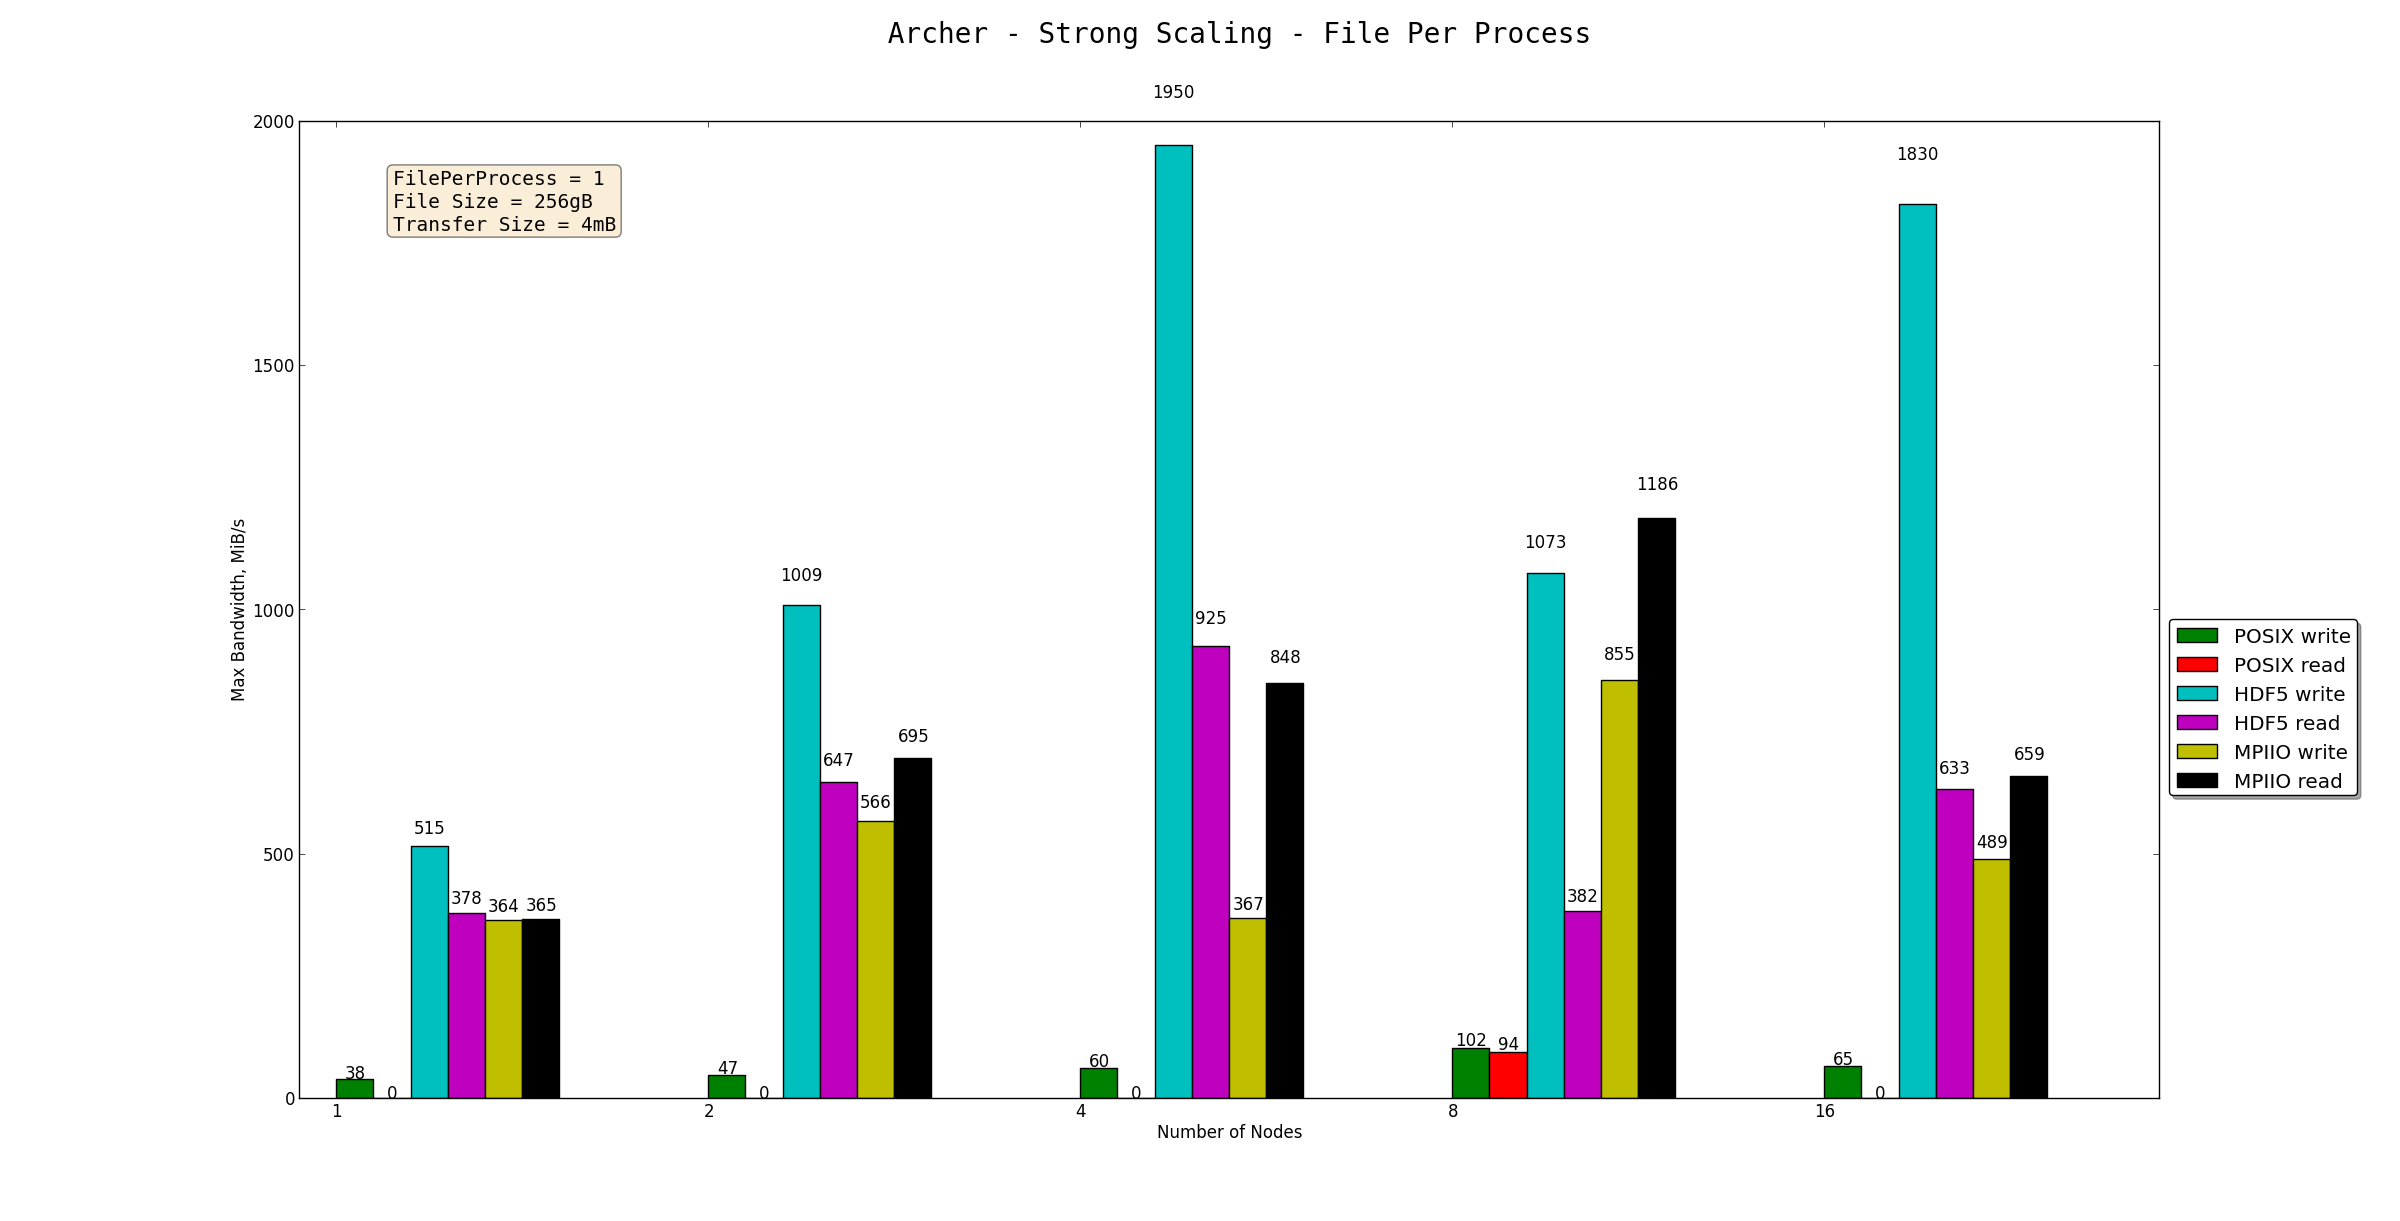 Archer - Strong Scaling - File Per Process
1950
2000
1830
FilePerProcess = 1
File Size = 256gB
Transfer Size = 4mB
1500
1186
1073
1009
1000
925
855
848
695
659
647
633
566
515
500
489
382
378 364 365
367
102 94
38 0
47 0
60 0
65 0
0
1 2 4 8 16
Number of Nodes
Max Bandwidth, MiB/s
POSIX write
POSIX read
HDF5 write
HDF5 read
MPIIO write
MPIIO read